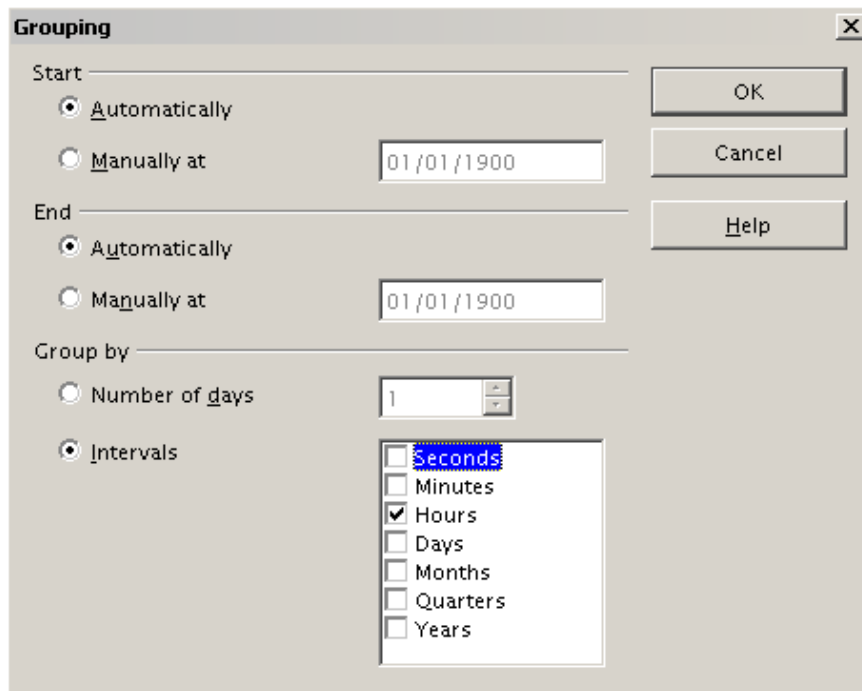 Grouping
Start
Automatically
Manually at 01/01/1900
End
Automatically
Manually at 01/01/1900
Group by
Number of days 1
Intervals
Seconds
Minutes
Hours
Days
Months
Quarters
Years
OK
Cancel
Help